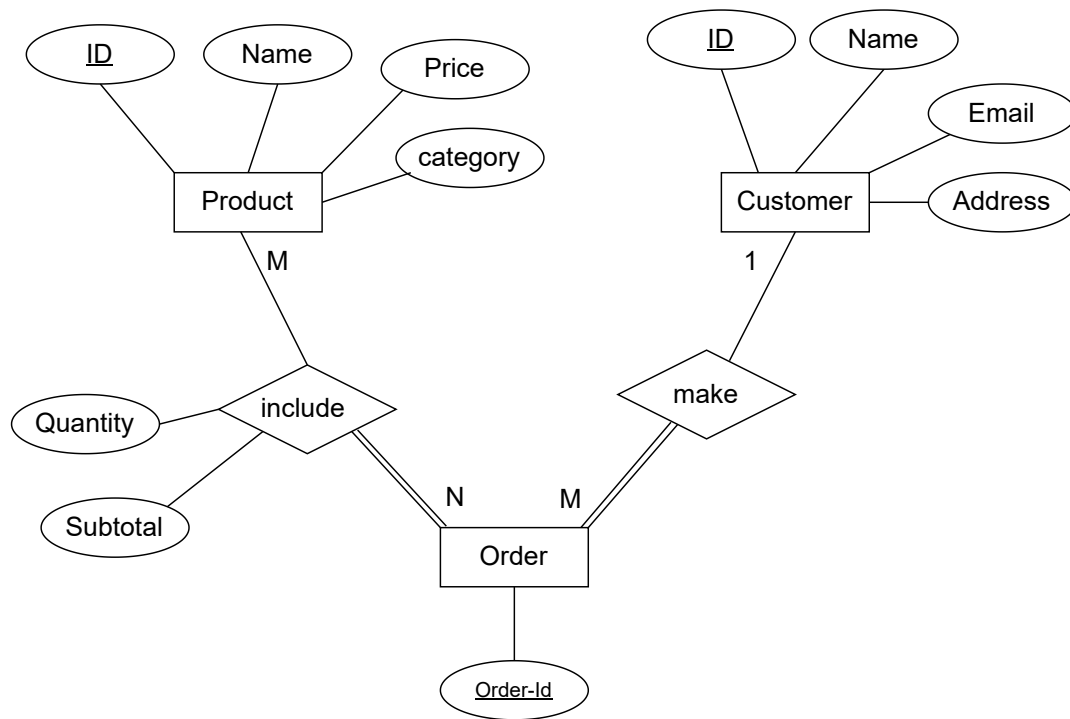 ID
Name
Price
category
Product
ID
Name
Email
Address
Customer
M
1
include
make
Quantity
Subtotal
N
M
Order
Order-Id